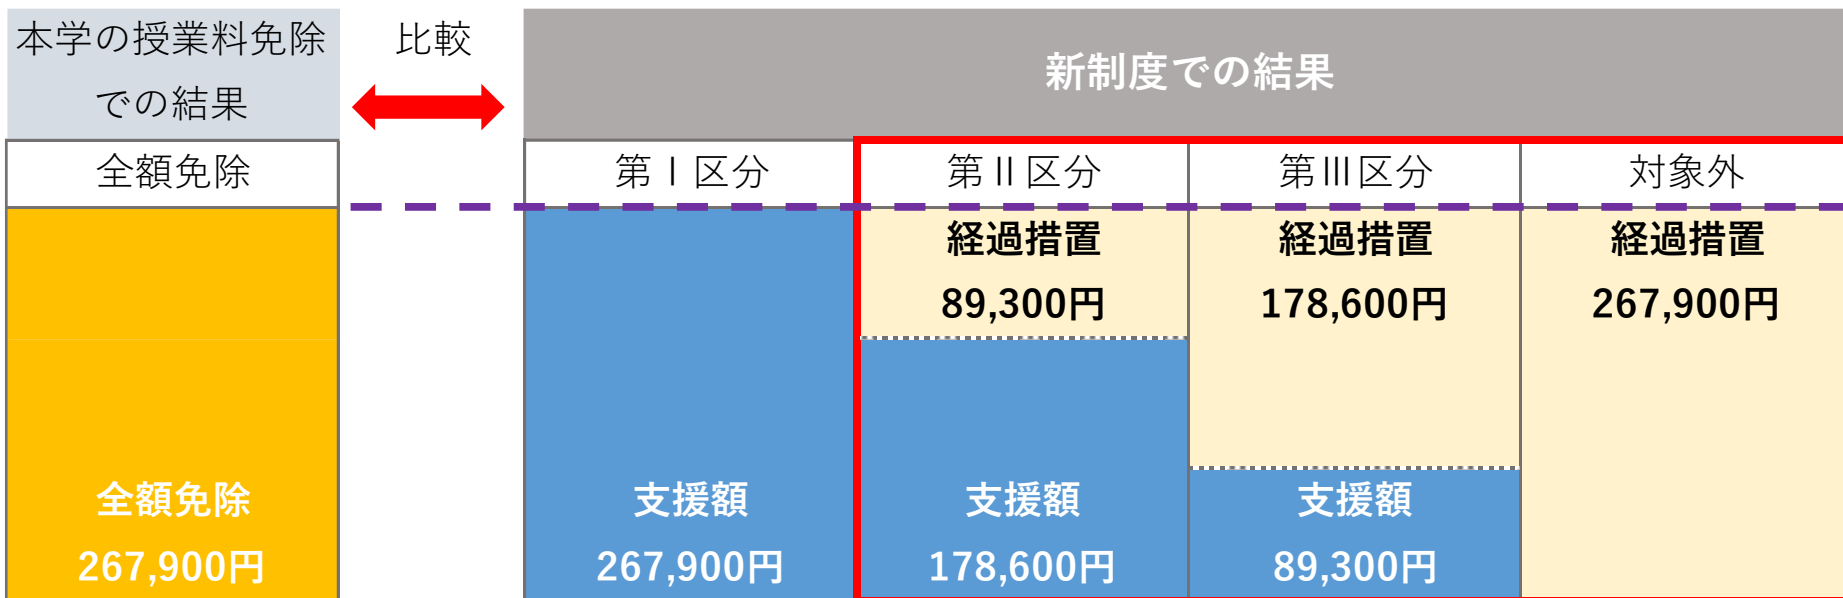 本学の授業料免除
での結果
比較
新制度での結果
全額免除
第Ⅰ区分
第Ⅱ区分
第Ⅲ区分
対象外
経過措置
89,300円
経過措置
178,600円
経過措置
267,900円
全額免除
267,900円
支援額
267,900円
支援額
178,600円
支援額
89,300円